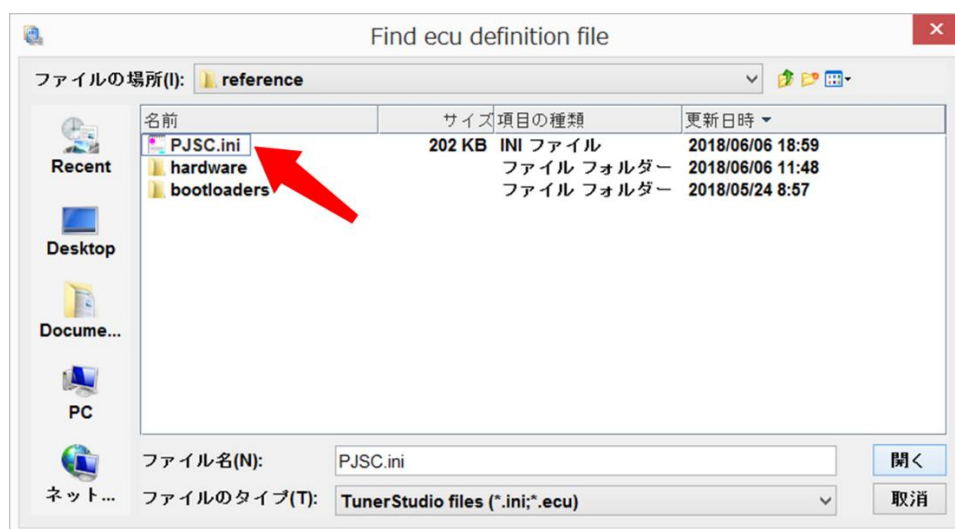 Find ecu definition file
ファイルの場所(I): reference
名前 サイズ 項目の種類 更新日時
PJSC.ini 202 KB INI ファイル 2018/06/06 18:59
hardware ファイル フォルダー 2018/06/06 11:48
bootloaders ファイル フォルダー 2018/05/24 8:57
Recent
Desktop
Docume...
PC
ネット...
ファイル名(N): PJSC.ini 開く
ファイルのタイプ(T): TunerStudio files (*.ini;*.ecu) 取消